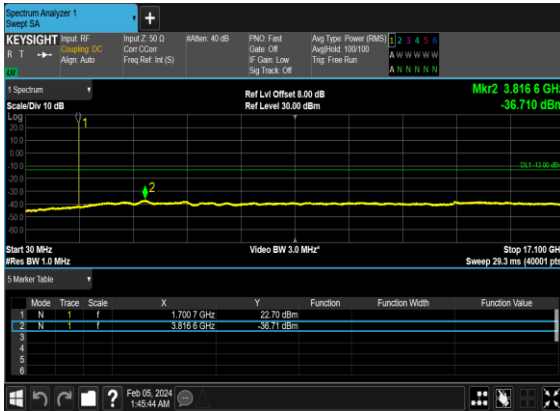 Spectrum Analyzer 1
Swept SA
KEYSIGHT Input: RF Input Z: 50 Ω #Atten: 40 dB PNO: Fast Avg Type: Power (RMS) 1 2 3 4 5 6
R T Coupling: DC Corr CCorr Gate: Off Avg|Hold: 100/100 A W W W W W
Align: Auto Freq Ref: Int (S) IF Gain: Low Trig: Free Run
Sig Track: Off A N N N N N
1 Spectrum Ref Lvl Offset 8.00 dB Mkr2 3.816 6 GHz
Scale/Div 10 dB Ref Level 30.00 dBm -36.710 dBm
Log
1
20.0
10.0
0.00
-10.0 DL1 -13.00 dBm
-20.0
-30.0 2
-40.0
-50.0
-60.0
Start 30 MHz Video BW 3.0 MHz* Stop 17.100 GHz
#Res BW 1.0 MHz Sweep 29.3 ms (40001 pts)
5 Marker Table
Mode Trace Scale X Y Function Function Width Function Value
1 N 1 f 1.700 7 GHz 22.70 dBm
2 N 1 f 3.816 6 GHz -36.71 dBm
3
4
5
6
? Feb 05, 2024
1:45:44 AM